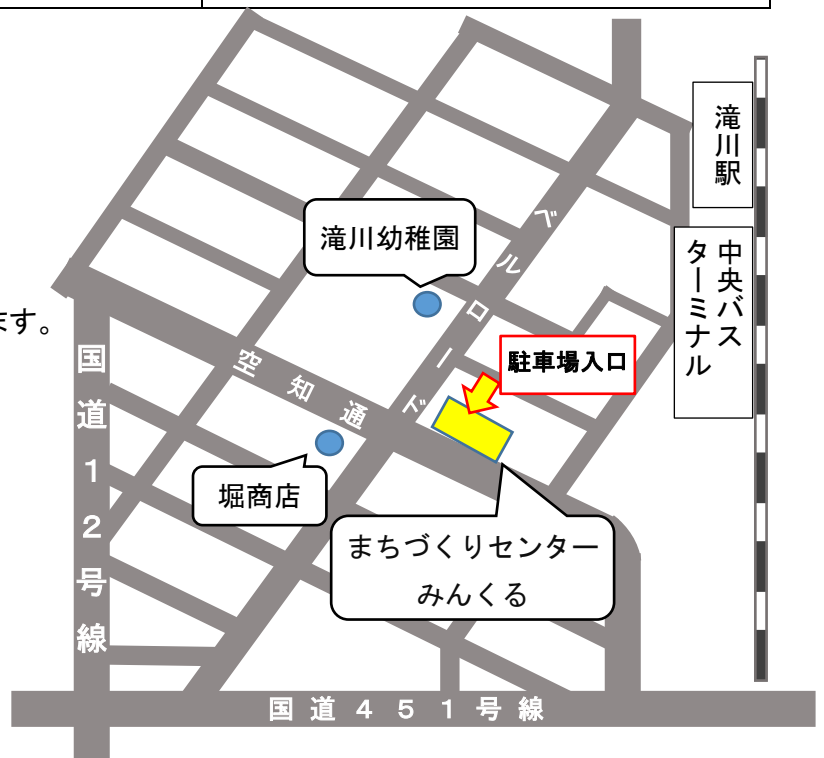 滝川駅
中央バス
ターミナル
ベルロード
滝川幼稚園
ます。
国道12号線
空知通
駐車場入口
堀商店
まちづくりセンター
みんくる
国道451号線